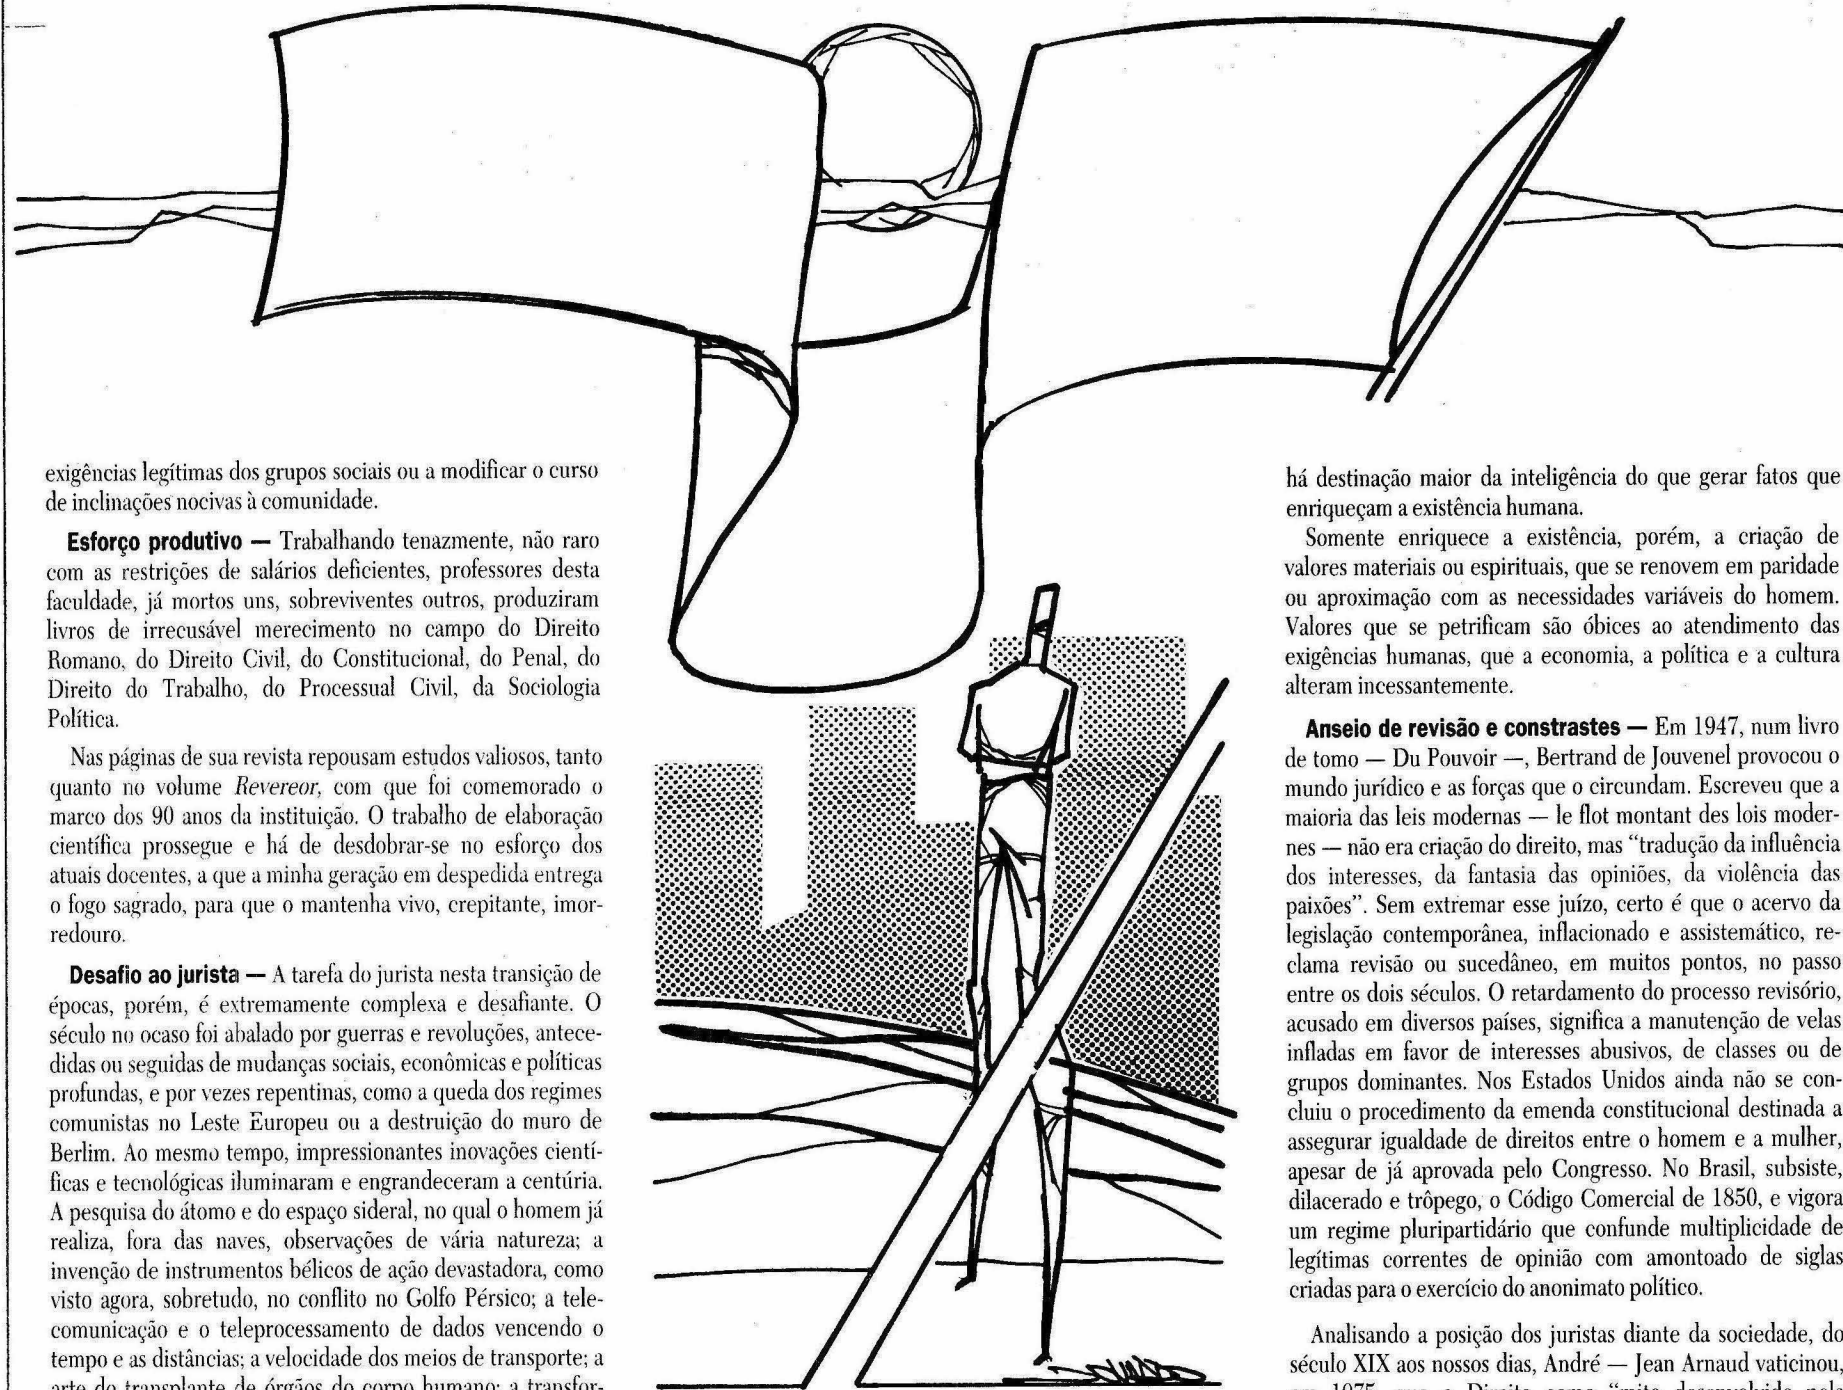 exigências legítimas dos grupos sociais ou a modificar o curso
de inclinações nocivas à comunidade.
Esforço produtivo — Trabalhando tenazmente, não raro
com as restrições de salários deficientes, professores desta
faculdade, já mortos uns, sobreviventes outros, produziram
livros de irrecusável merecimento no campo do Direito
Romano, do Direito Civil, do Constitucional, do Penal, do
Direito do Trabalho, do Processual Civil, da Sociologia
Política.
Nas páginas de sua revista repousam estudos valiosos, tanto
quanto no volume Revereor, com que foi comemorado o
marco dos 90 anos da instituição. O trabalho de elaboração
científica prossegue e há de desdobrar-se no esforço dos
atuais docentes, a que a minha geração em despedida entrega
o fogo sagrado, para que o mantenha vivo, crepitante, imor-
redouro.
Desafio ao jurista — A tarefa do jurista nesta transição de
épocas, porém, é extremamente complexa e desafiante. O
século no ocaso foi abalado por guerras e revoluções, antece-
didas ou seguidas de mudanças sociais, econômicas e políticas
profundas, e por vezes repentinas, como a queda dos regimes
comunistas no Leste Europeu ou a destruição do muro de
Berlim. Ao mesmo tempo, impressionantes inovações cientí-
ficas e tecnológicas iluminaram e engrandeceram a centúria.
A pesquisa do átomo e do espaço sideral, no qual o homem já
realiza, fora das naves, observações de vária natureza; a
invenção de instrumentos bélicos de ação devastadora, como
visto agora, sobretudo, no conflito no Golfo Pérsico; a tele-
comunicação e o teleprocessamento de dados vencendo o
tempo e as distâncias; a velocidade dos meios de transporte; a
arte do transplante de órgãos do corpo humano; a transfor-
há destinação maior da inteligência do que gerar fatos que
enriqueçam a existência humana.
Somente enriquece a existência, porém, a criação de
valores materiais ou espirituais, que se renovem em paridade
ou aproximação com as necessidades variáveis do homem.
Valores que se petrificam são óbices ao atendimento das
exigências humanas, que a economia, a política e a cultura
alteram incessantemente.
Anseio de revisão e constrastes — Em 1947, num livro
de tomo — Du Pouvoir —, Bertrand de Jouvenel provocou o
mundo jurídico e as forças que o circundam. Escreveu que a
maioria das leis modernas — le flot montant des lois moder-
nes — não era criação do direito, mas “tradução da influência
dos interesses, da fantasia das opiniões, da violência das
paixões”. Sem extremar esse juízo, certo é que o acervo da
legislação contemporânea, inflacionado e assistemático, re-
clama revisão ou sucedâneo, em muitos pontos, no passo
entre os dois séculos. O retardamento do processo revisório,
acusado em diversos países, significa a manutenção de velas
infladas em favor de interesses abusivos, de classes ou de
grupos dominantes. Nos Estados Unidos ainda não se con-
cluiu o procedimento da emenda constitucional destinada a
assegurar igualdade de direitos entre o homem e a mulher,
apesar de já aprovada pelo Congresso. No Brasil, subsiste,
dilacerado e trôpego, o Código Comercial de 1850, e vigora
um regime pluripartidário que confunde multiplicidade de
legítimas correntes de opinião com amontoado de siglas
criadas para o exercício do anonimato político.
Analisando a posição dos juristas diante da sociedade, do
século XIX aos nossos dias, André — Jean Arnaud vaticinou,
em 1975, que o Direito como “mito desenvolvido